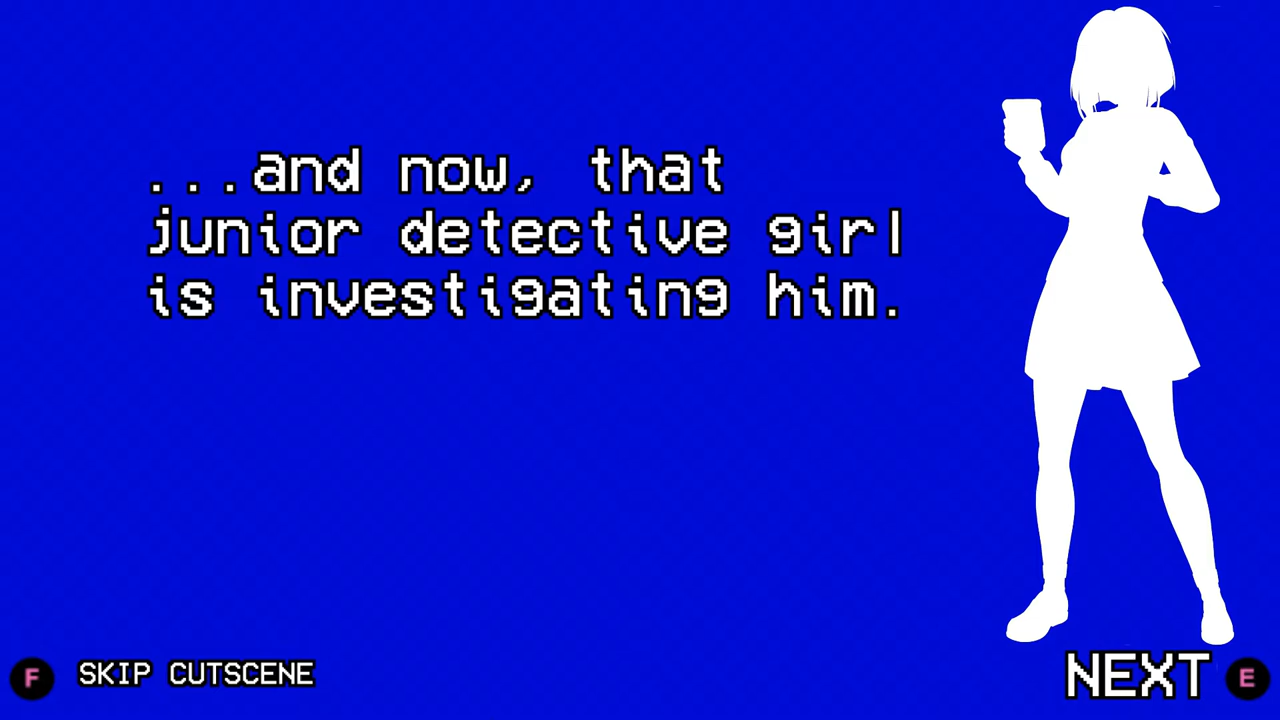 ...and now, that
junior detective girl
is investigating him.
F SKIP CUTSCENE
NEXT E